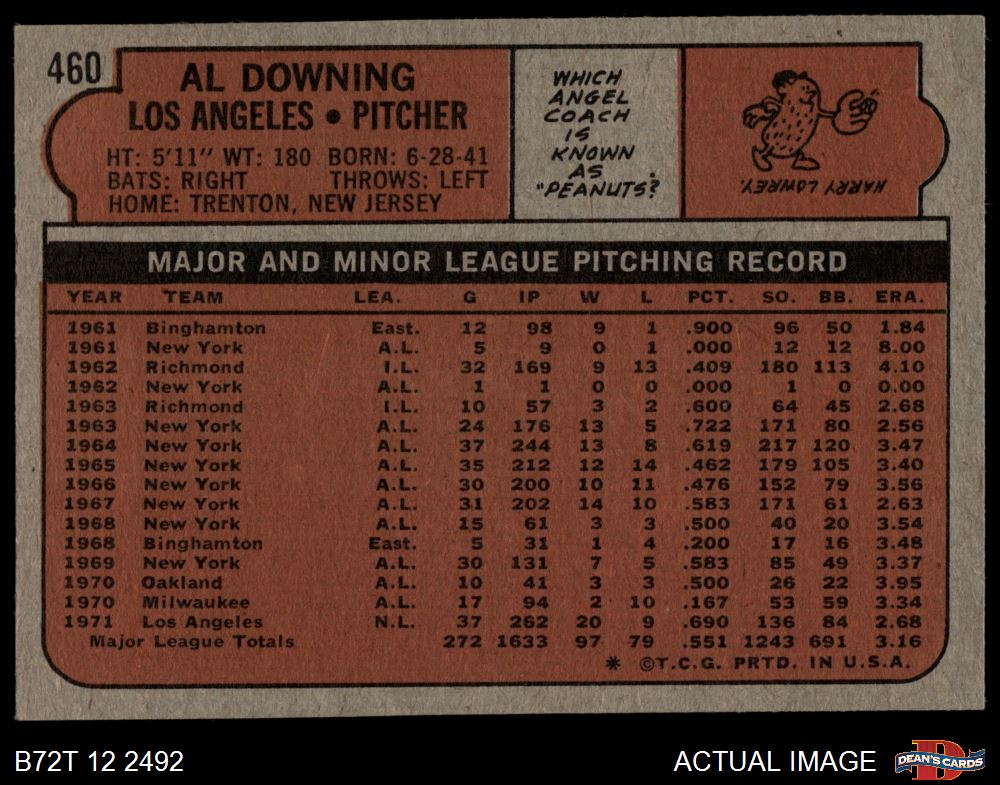 460
AL DOWNING
LOS ANGELES • PITCHER
HT: 5'11" WT: 180 BORN: 6-28-41
BATS: RIGHT THROWS: LEFT
HOME: TRENTON, NEW JERSEY
WHICH
ANGEL
COACH
IS
KNOWN
AS
"PEANUTS?
HARRY LOWREY.
MAJOR AND MINOR LEAGUE PITCHING RECORD
YEAR TEAM LEA. G IP W L PCT. SO. BB. ERA.
1961 Binghamton East. 12 98 9 1 .900 96 50 1.84
1961 New York A.L. 5 9 0 1 .000 12 12 8.00
1962 Richmond I.L. 32 169 9 13 .409 180 113 4.10
1962 New York A.L. 1 1 0 0 .000 1 0 0.00
1963 Richmond I.L. 10 57 3 2 .600 64 45 2.68
1963 New York A.L. 24 176 13 5 .722 171 80 2.56
1964 New York A.L. 37 244 13 8 .619 217 120 3.47
1965 New York A.L. 35 212 12 14 .462 179 105 3.40
1966 New York A.L. 30 200 10 11 .476 152 79 3.56
1967 New York A.L. 31 202 14 10 .583 171 61 2.63
1968 New York A.L. 15 61 3 3 .500 40 20 3.54
1968 Binghamton East. 5 31 1 4 .200 17 16 3.48
1969 New York A.L. 30 131 7 5 .583 85 49 3.37
1970 Oakland A.L. 10 41 3 3 .500 26 22 3.95
1970 Milwaukee A.L. 17 94 2 10 .167 53 59 3.34
1971 Los Angeles N.L. 37 262 20 9 .690 136 84 2.68
Major League Totals 272 1633 97 79 .551 1243 691 3.16
* ©T.C.G. PRTD. IN U.S.A.
B72T 12 2492
ACTUAL IMAGE
D
DEAN'S CARDS